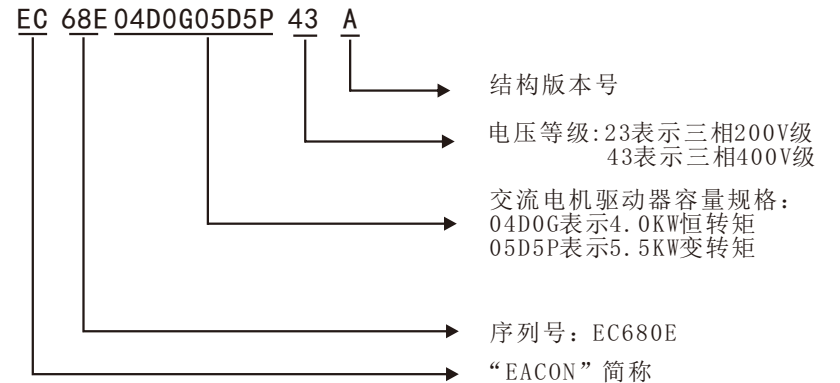 EC 68E 04D0G05D5P 43 A
结构版本号
电压等级:23表示三相200V级
43表示三相400V级
交流电机驱动器容量规格：
04D0G表示4.0KW恒转矩
05D5P表示5.5KW变转矩
序列号：EC680E
“EACON”简称